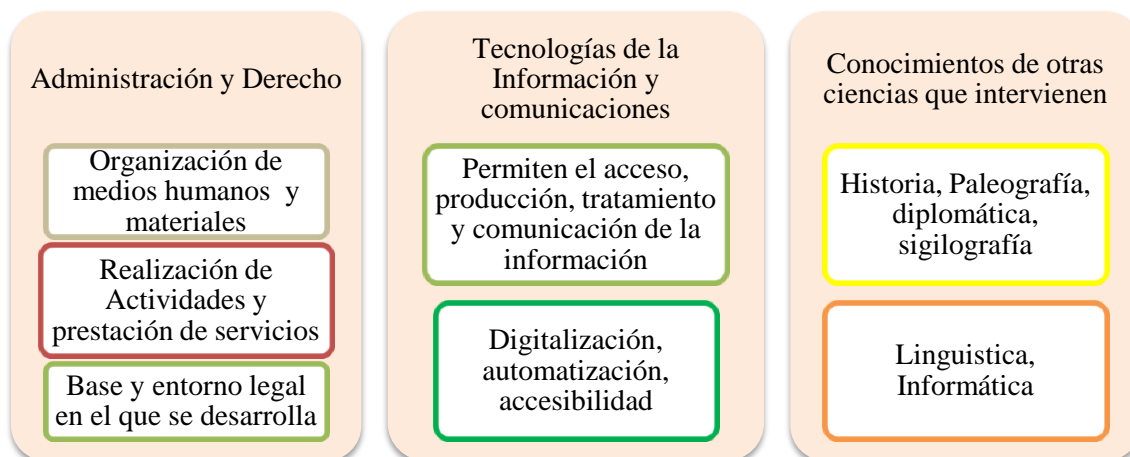 Administración y Derecho
Organización de
medios humanos y
materiales
Realización de
Actividades y
prestación de servicios
Base y entorno legal
en el que se desarrolla
Tecnologías de la
Información y
comunicaciones
Permiten el acceso,
producción, tratamiento
y comunicación de la
información
Digitalización,
automatización,
accesibilidad
Conocimientos de otras
ciencias que intervienen
Historia, Paleografía,
diplomática,
sigilografía
Linguistica,
Informática